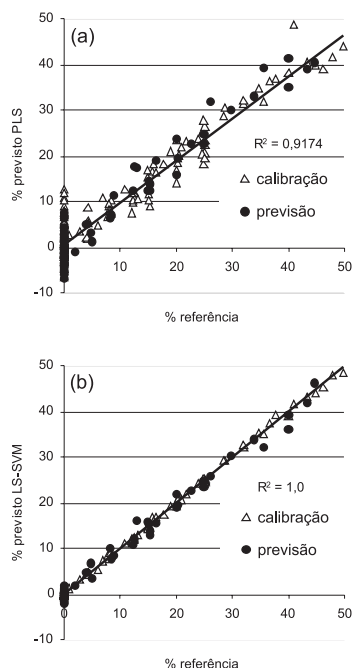 50
(a)
40
30
R² = 0,9174
% previsto PLS
20
calibração
10
previsão
0
-10
0 10 20 30 40 50
% referência
50
(b)
40
30
% previsto LS-SVM
R² = 1,0
20
calibração
10
previsão
0
-10
0 10 20 30 40 50
% referência